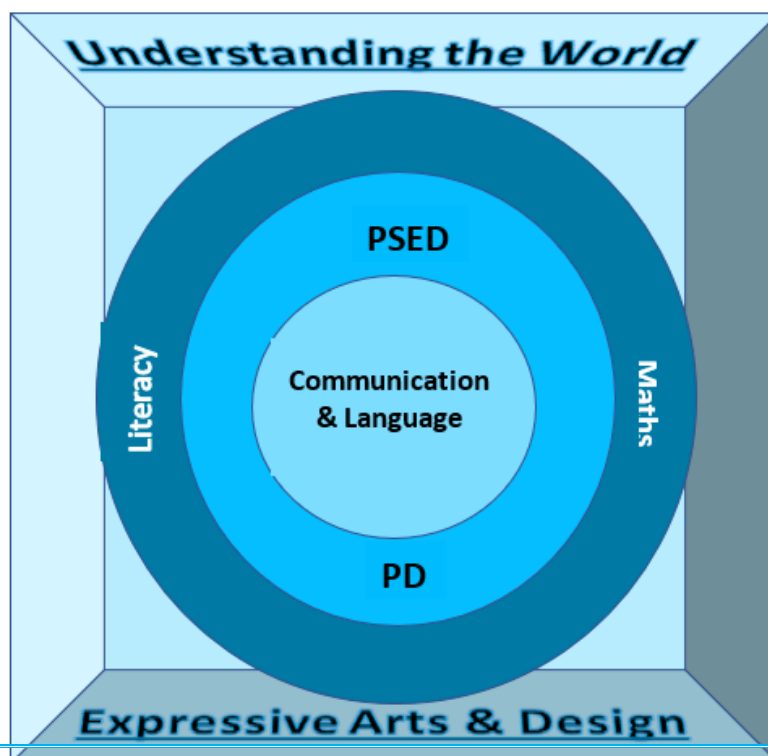 Understanding the World
PSED
Communication
& Language
Literacy
Maths
PD
Expressive Arts & Design